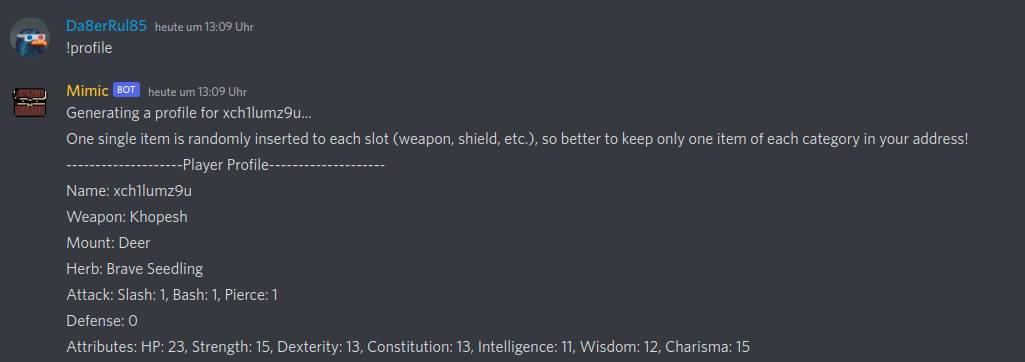 Da8erRul85 heute um 13:09 Uhr
!profile
Mimic BOT heute um 13:09 Uhr
Generating a profile for xch1lumz9u...
One single item is randomly inserted to each slot (weapon, shield, etc.), so better to keep only one item of each category in your address!
--------------------Player Profile--------------------
Name: xch1lumz9u
Weapon: Khopesh
Mount: Deer
Herb: Brave Seedling
Attack: Slash: 1, Bash: 1, Pierce: 1
Defense: 0
Attributes: HP: 23, Strength: 15, Dexterity: 13, Constitution: 13, Intelligence: 11, Wisdom: 12, Charisma: 15